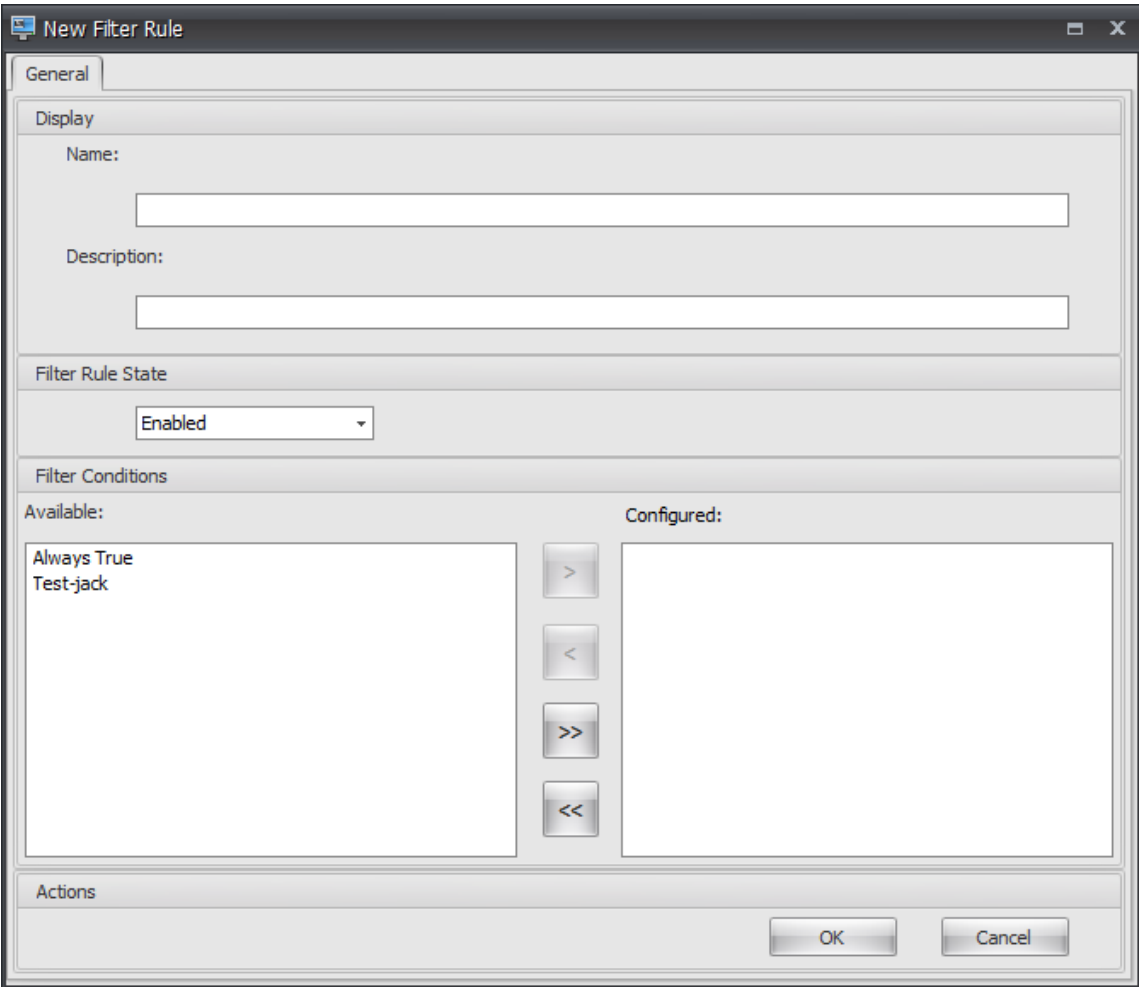 New Filter Rule
General
Display
Name:
Description:
Filter Rule State
Enabled
Filter Conditions
Available:
Configured:
Always True
Test-jack
>
<
>>
<<
Actions
OK
Cancel